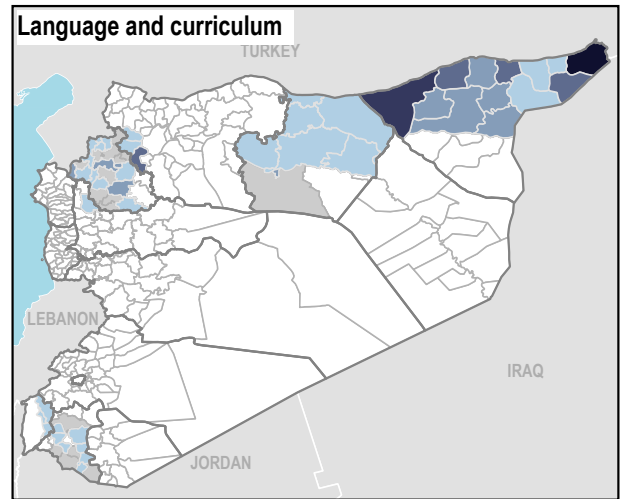 Language and curriculum
TURKEY
LEBANON
IRAQ
JORDAN